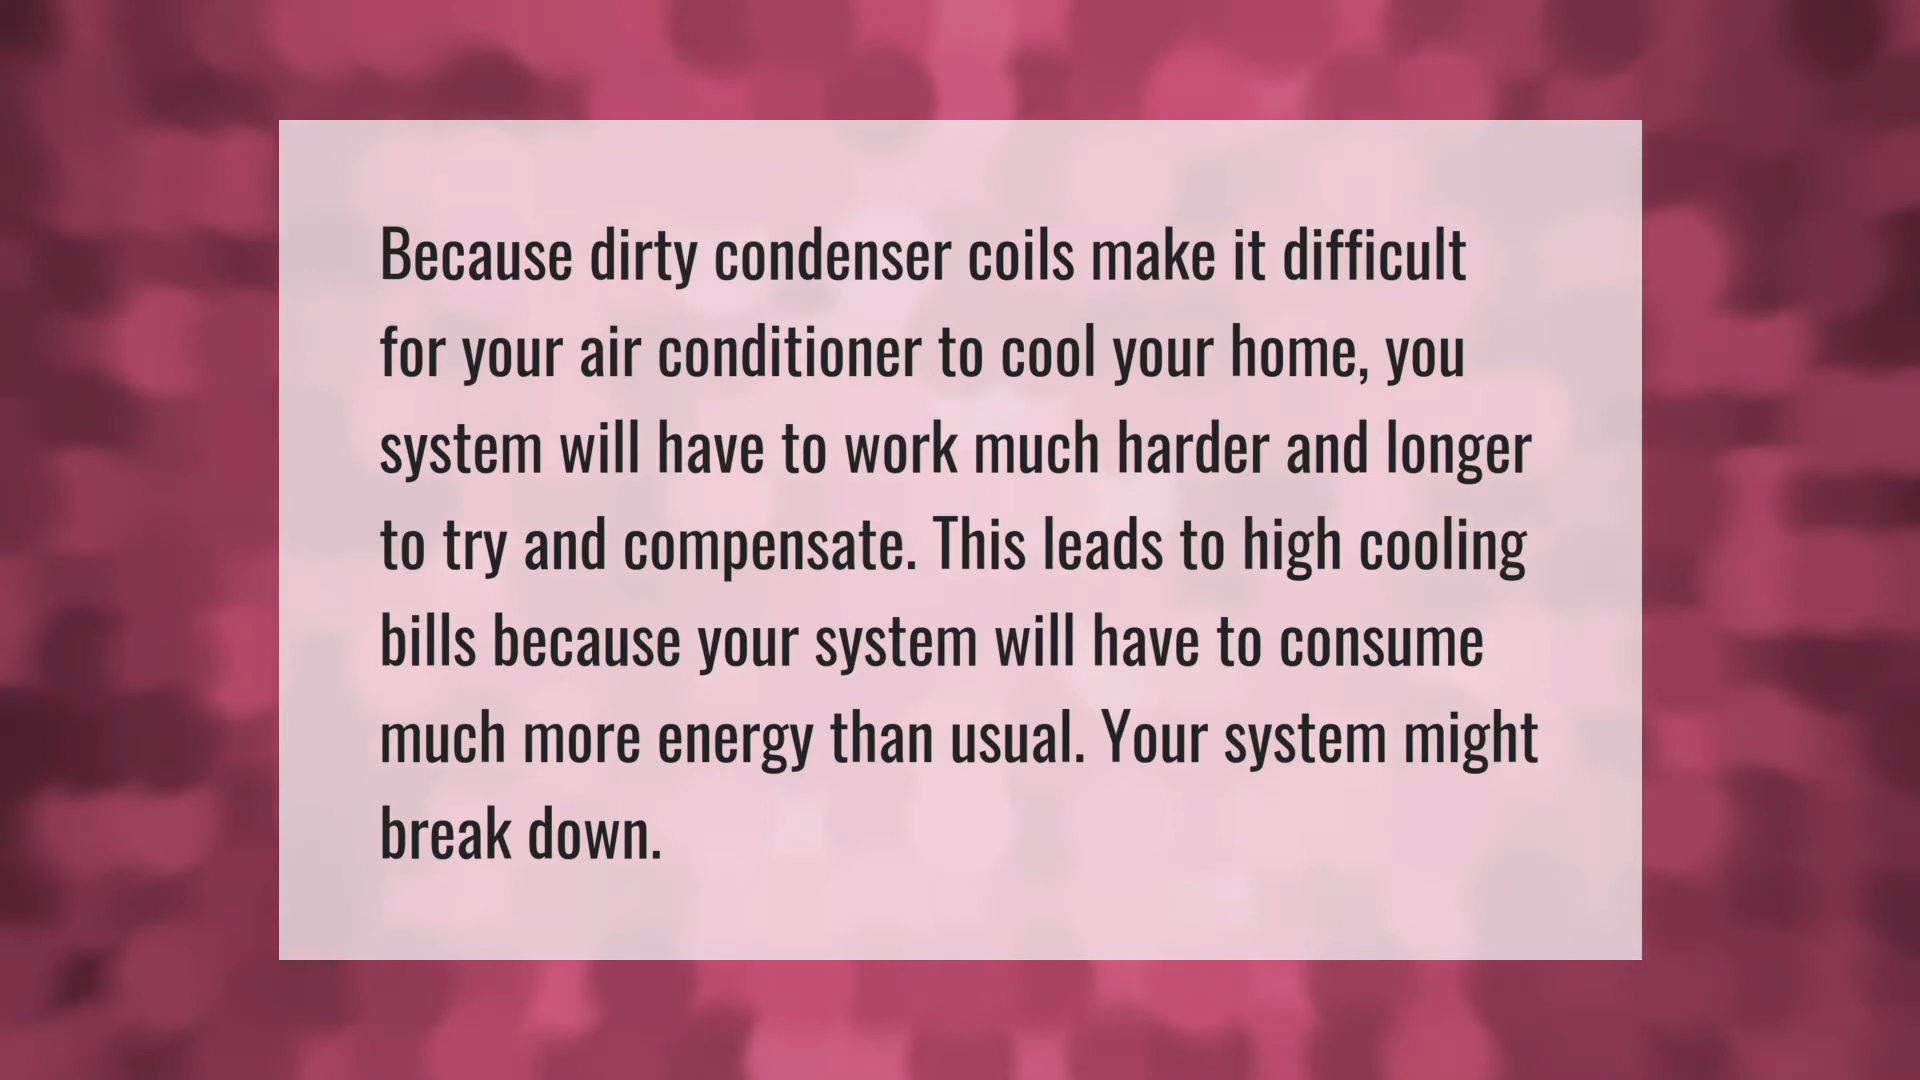 Because dirty condenser coils make it difficult
for your air conditioner to cool your home, you
system will have to work much harder and longer
to try and compensate. This leads to high cooling
bills because your system will have to consume
much more energy than usual. Your system might
break down.